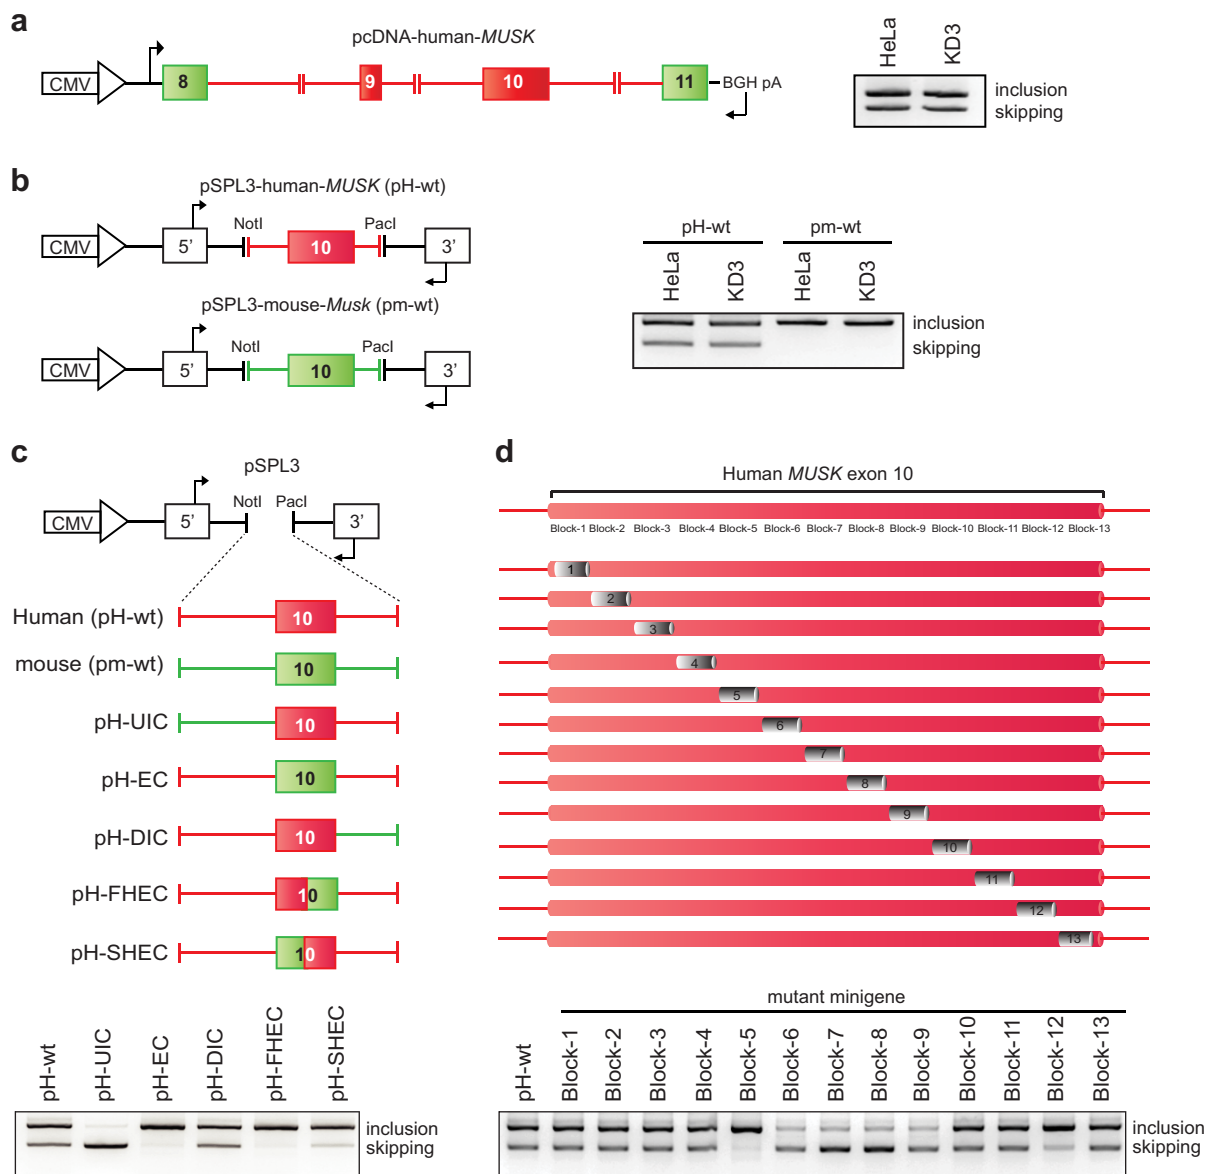 a
pcDNA-human-MUSK
CMV
8
9
10
11
BGH pA
HeLa
KD3
inclusion
skipping
b
pSPL3-human-MUSK (pH-wt)
CMV
5'
NotI
10
PacI
3'
pSPL3-mouse-Musk (pm-wt)
CMV
5'
NotI
10
PacI
3'
pH-wt
pm-wt
HeLa
KD3
HeLa
KD3
inclusion
skipping
c
pSPL3
CMV
5'
NotI
PacI
3'
Human (pH-wt)
10
mouse (pm-wt)
10
pH-UIC
10
pH-EC
10
pH-DIC
10
pH-FHEC
10
pH-SHEC
10
pH-wt
pH-UIC
pH-EC
pH-DIC
pH-FHEC
pH-SHEC
inclusion
skipping
d
Human MUSK exon 10
Block-1 Block-2 Block-3 Block-4 Block-5 Block-6 Block-7 Block-8 Block-9 Block-10 Block-11 Block-12 Block-13
1
2
3
4
5
6
7
8
9
10
11
12
13
mutant minigene
pH-wt
Block-1
Block-2
Block-3
Block-4
Block-5
Block-6
Block-7
Block-8
Block-9
Block-10
Block-11
Block-12
Block-13
inclusion
skipping